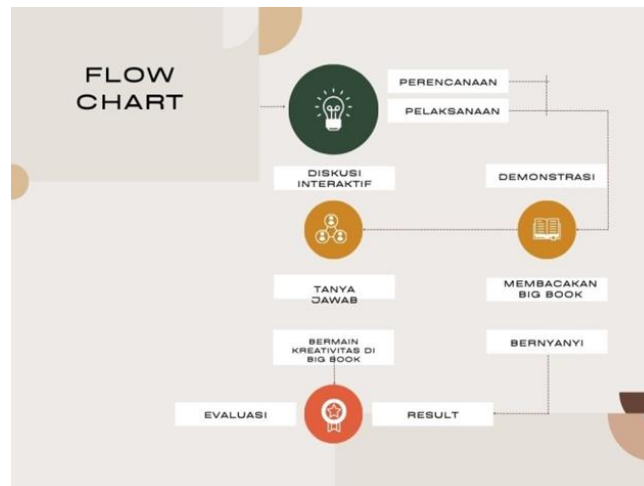 FLOW
CHART
PERENCANAAN
PELAKSANAAN
DISKUSI
INTERAKTIF
DEMONSTRASI
TANYA
JAWAB
MEMBACAKAN
BIG BOOK
BERMAIN
KREATIVITAS DI
BIG BOOK
BERNYANYI
EVALUASI
RESULT